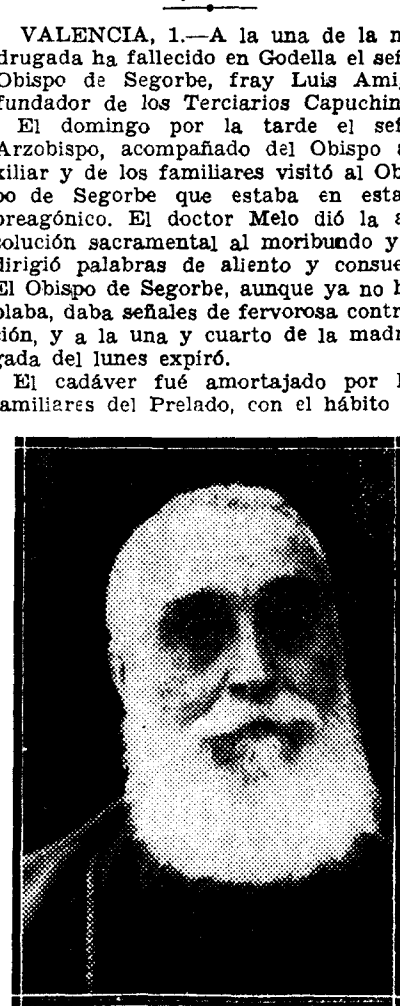 VALENCIA, 1.—A la una de la m
drugada ha fallecido en Godella el señ
Obispo de Segorbe, fray Luis Amig
fundador de los Terciarios Capuchin
El domingo por la tarde el señ
Arzobispo, acompañado del Obispo a
xiliar y de los familiares visitó al Ob
po de Segorbe que estaba en esta
preagónico. El doctor Melo dió la a
solución sacramental al moribundo y
dirigió palabras de aliento y consue
El Obispo de Segorbe, aunque ya no h
blaba, daba señales de fervorosa contr
ción, y a la una y cuarto de la madr
gada del lunes expiró.
El cadáver fué amortajado por l
familiares del Prelado, con el hábito